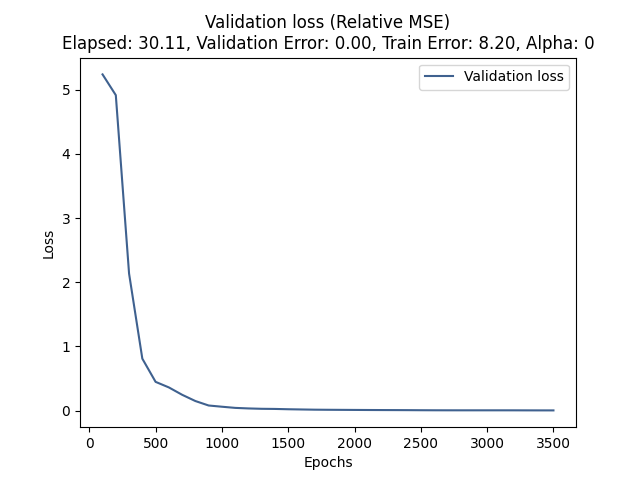 Validation loss (Relative MSE)
Elapsed: 30.11, Validation Error: 0.00, Train Error: 8.20, Alpha: 0
Validation loss
5
4
3
2
1
0
Loss
0 500 1000 1500 2000 2500 3000 3500
Epochs